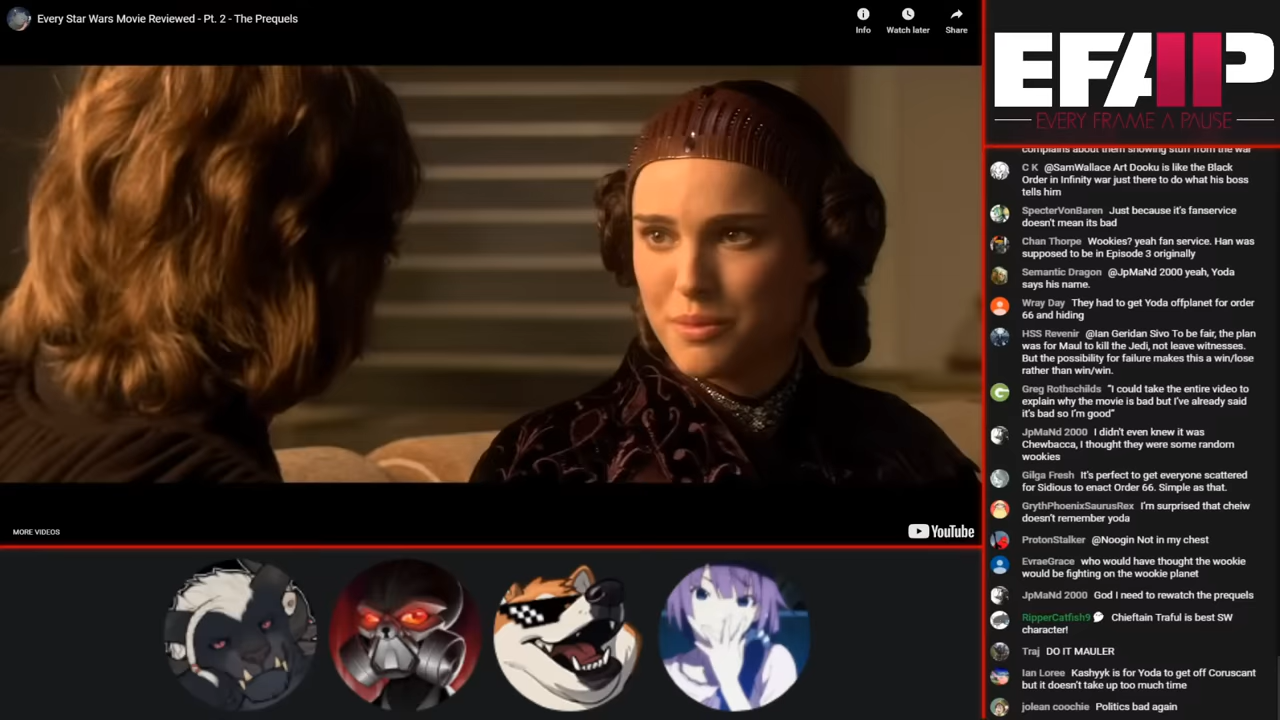 Every Star Wars Movie Reviewed - Pt. 2 - The Prequels
Info
Watch later
Share
MORE VIDEOS
YouTube
EFAP
EVERY FRAME A PAUSE
complains about them showing stuff from the war
C K @SamWallace Art Dooku is like the Black
Order in Infinity war just there to do what his boss
tells him
SpecterVonBaren Just because it's fanservice
doesn't mean its bad
Chan Thorpe Wookies? yeah fan service. Han was
supposed to be in Episode 3 originally
Semantic Dragon @JpMaNd 2000 yeah, Yoda
says his name.
Wray Day They had to get Yoda offplanet for order
66 and hiding
HSS Revenir @Ian Geridan Sivo To be fair, the plan
was for Maul to kill the Jedi, not leave witnesses.
But the possibility for failure makes this a win/lose
rather than win/win.
Greg Rothschilds "I could take the entire video to
explain why the movie is bad but I've already said
it's bad so I'm good"
JpMaNd 2000 I didn't even knew it was
Chewbacca, I thought they were some random
wookies
Gilga Fresh It's perfect to get everyone scattered
for Sidious to enact Order 66. Simple as that.
GrythPhoenixSaurusRex I'm surprised that cheiw
doesn't remember yoda
ProtonStalker @Noogin Not in my chest
EvraeGrace who would have thought the wookie
would be fighting on the wookie planet
JpMaNd 2000 God I need to rewatch the prequels
RipperCatfish9 Chieftain Traful is best SW
character!
Traj DO IT MAULER
Ian Loree Kashyyk is for Yoda to get off Coruscant
but it doesn't take up too much time
jolean coochie Politics bad again